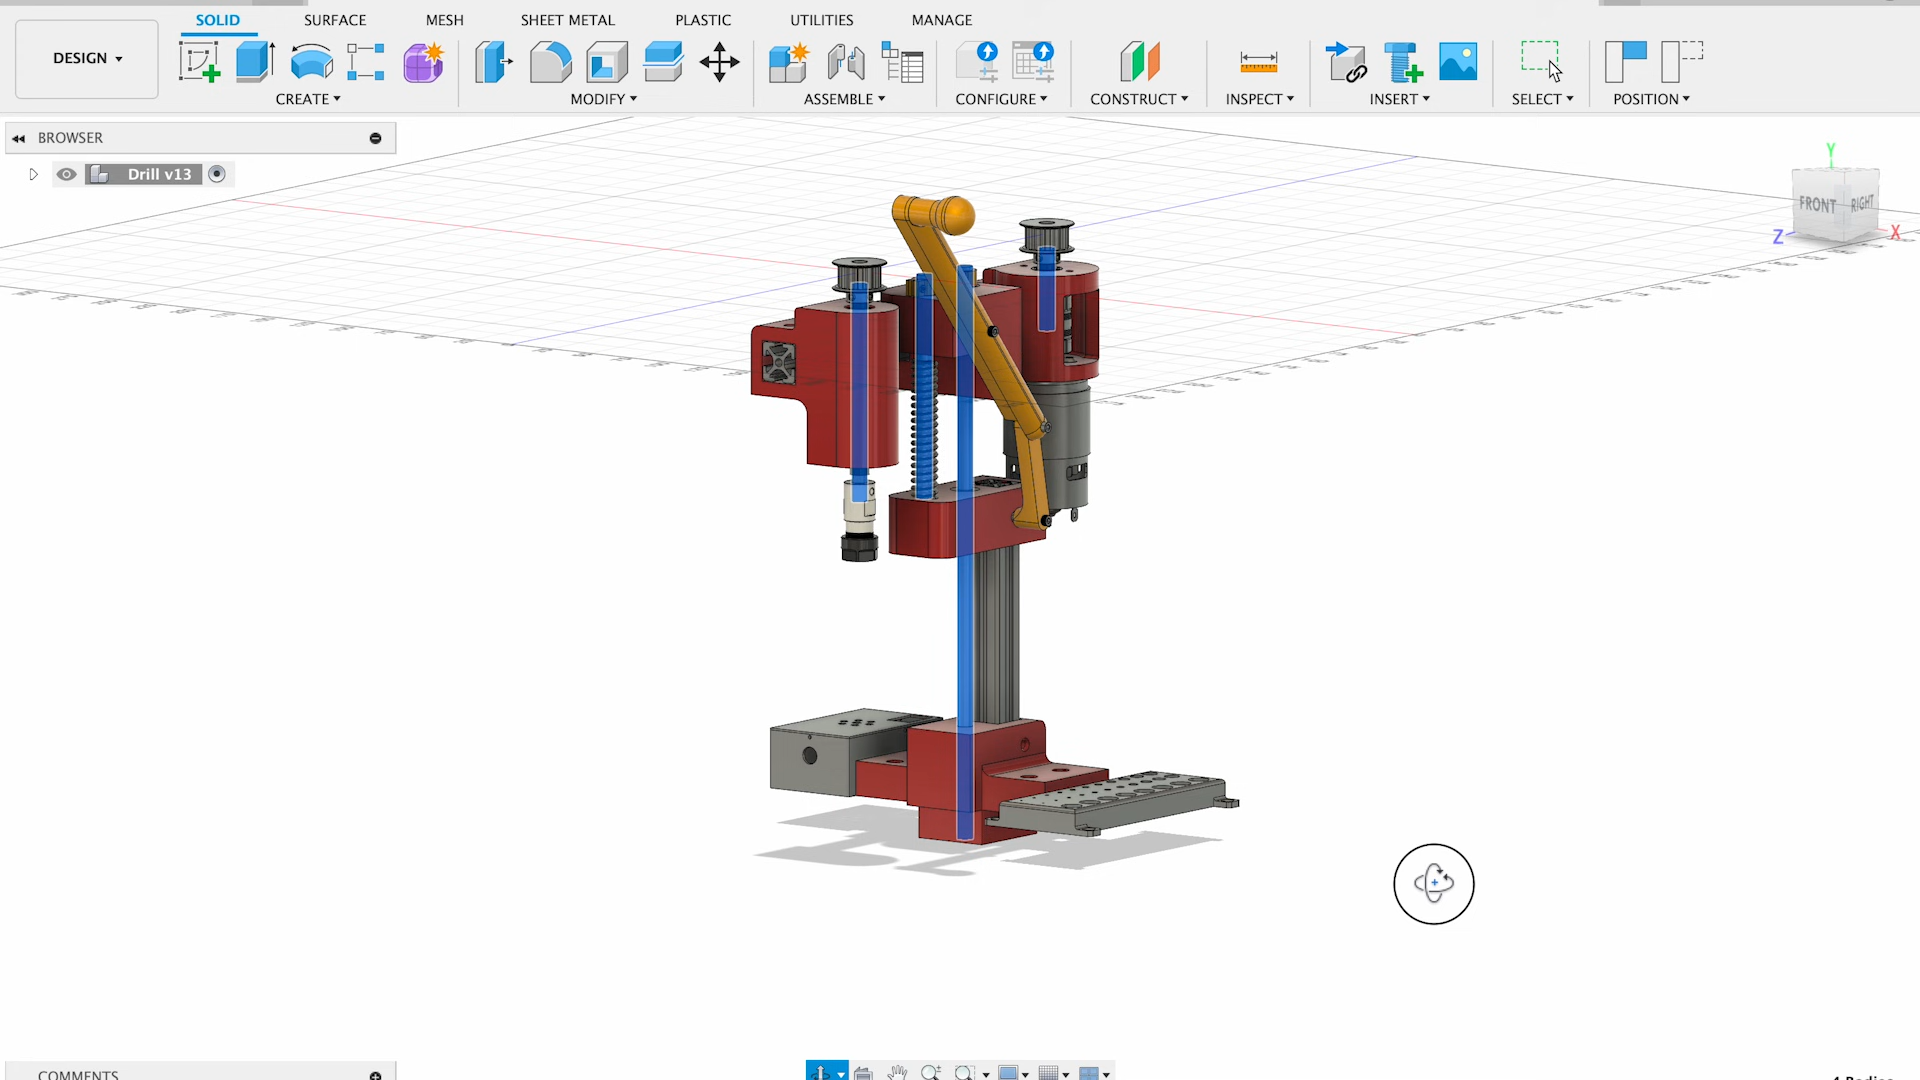 SOLID SURFACE MESH SHEET METAL PLASTIC UTILITIES MANAGE
DESIGN
CREATE MODIFY ASSEMBLE CONFIGURE CONSTRUCT INSPECT INSERT SELECT POSITION
BROWSER
Drill v13
Y
FRONT RIGHT
Z X
COMMENTS